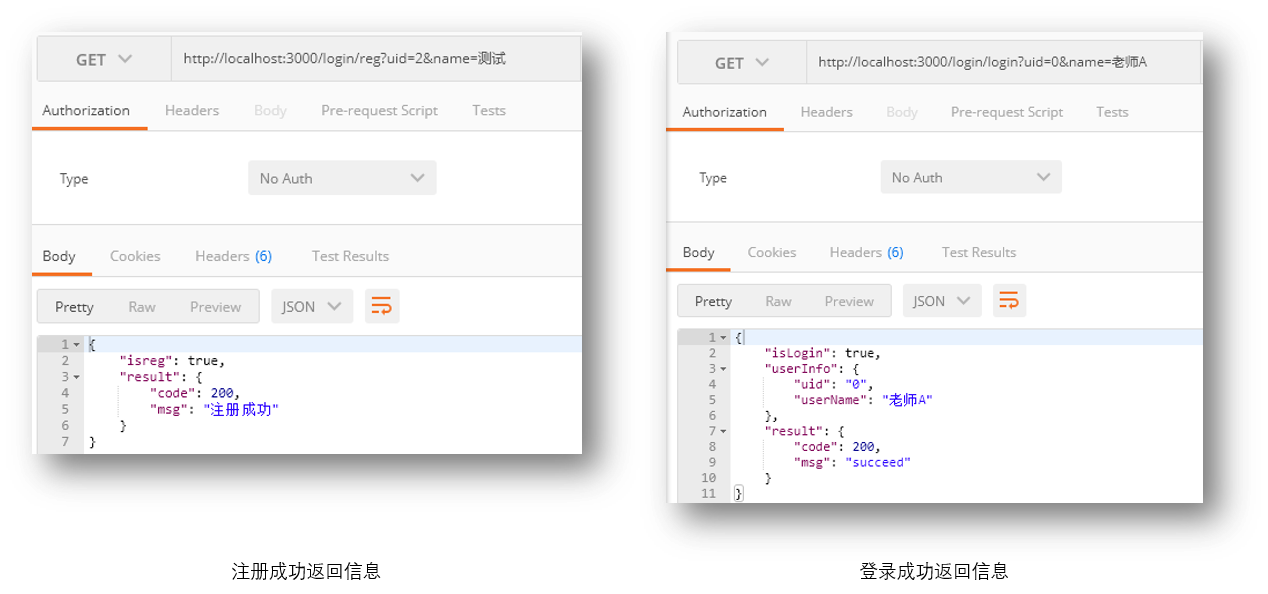 GET
http://localhost:3000/login/reg?uid=2&name=测试
Authorization Headers Body Pre-request Script Tests
Type No Auth
Body Cookies Headers (6) Test Results
Pretty Raw Preview JSON
1 {
2 "isreg": true,
3 "result": {
4 "code": 200,
5 "msg": "注册成功"
6 }
7 }
注册成功返回信息
GET
http://localhost:3000/login/login?uid=0&name=老师A
Authorization Headers Body Pre-request Script Tests
Type No Auth
Body Cookies Headers (6) Test Results
Pretty Raw Preview JSON
1 {
2 "isLogin": true,
3 "userInfo": {
4 "uid": "0",
5 "userName": "老师A"
6 },
7 "result": {
8 "code": 200,
9 "msg": "succeed"
10 }
11 }
登录成功返回信息